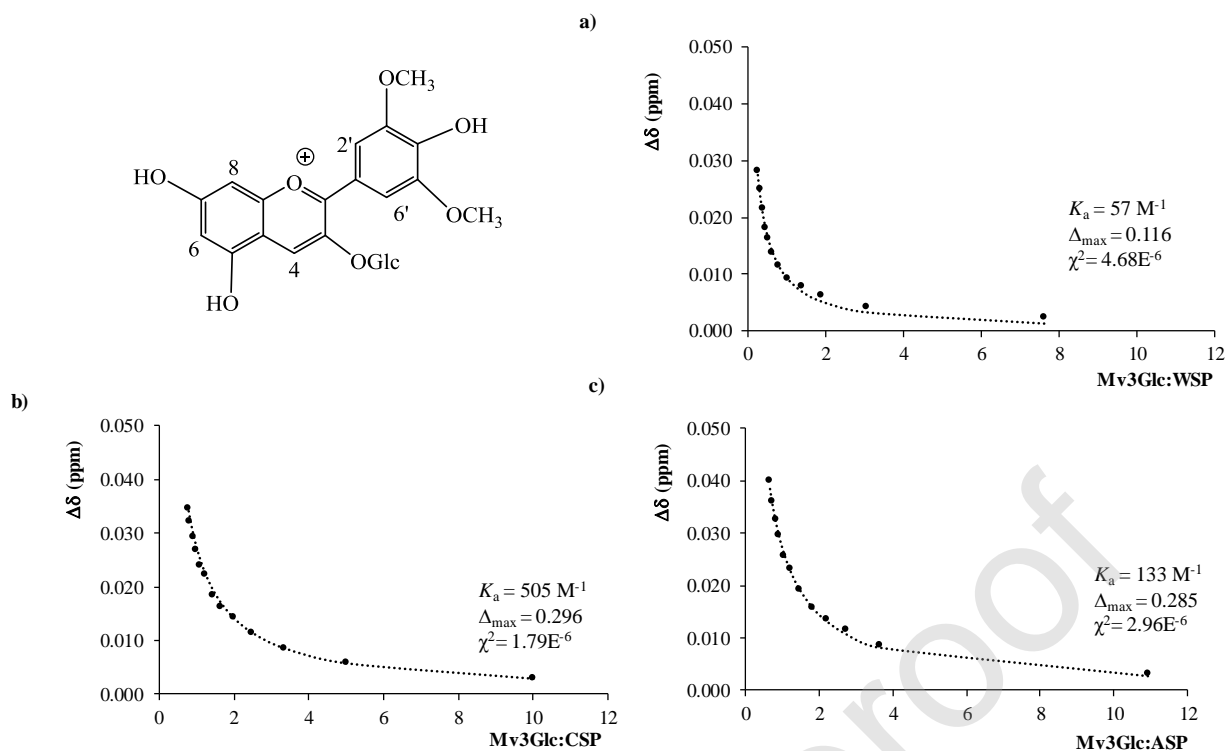 a)
OCH3
OH
2'
⊕
HO
8
O
6'
OCH3
6
4
OGlc
HO
Δδ (ppm)
0.050
0.040
0.030
0.020
0.010
0.000
Ka = 57 M-1
Δmax = 0.116
χ2= 4.68E-6
0 2 4 6 8 10 12
Mv3Glc:WSP
b)
Δδ (ppm)
0.050
0.040
0.030
0.020
0.010
0.000
Ka = 505 M-1
Δmax = 0.296
χ2= 1.79E-6
0 2 4 6 8 10 12
Mv3Glc:CSP
c)
Δδ (ppm)
0.050
0.040
0.030
0.020
0.010
0.000
Ka = 133 M-1
Δmax = 0.285
χ2= 2.96E-6
0 2 4 6 8 10 12
Mv3Glc:ASP
proof